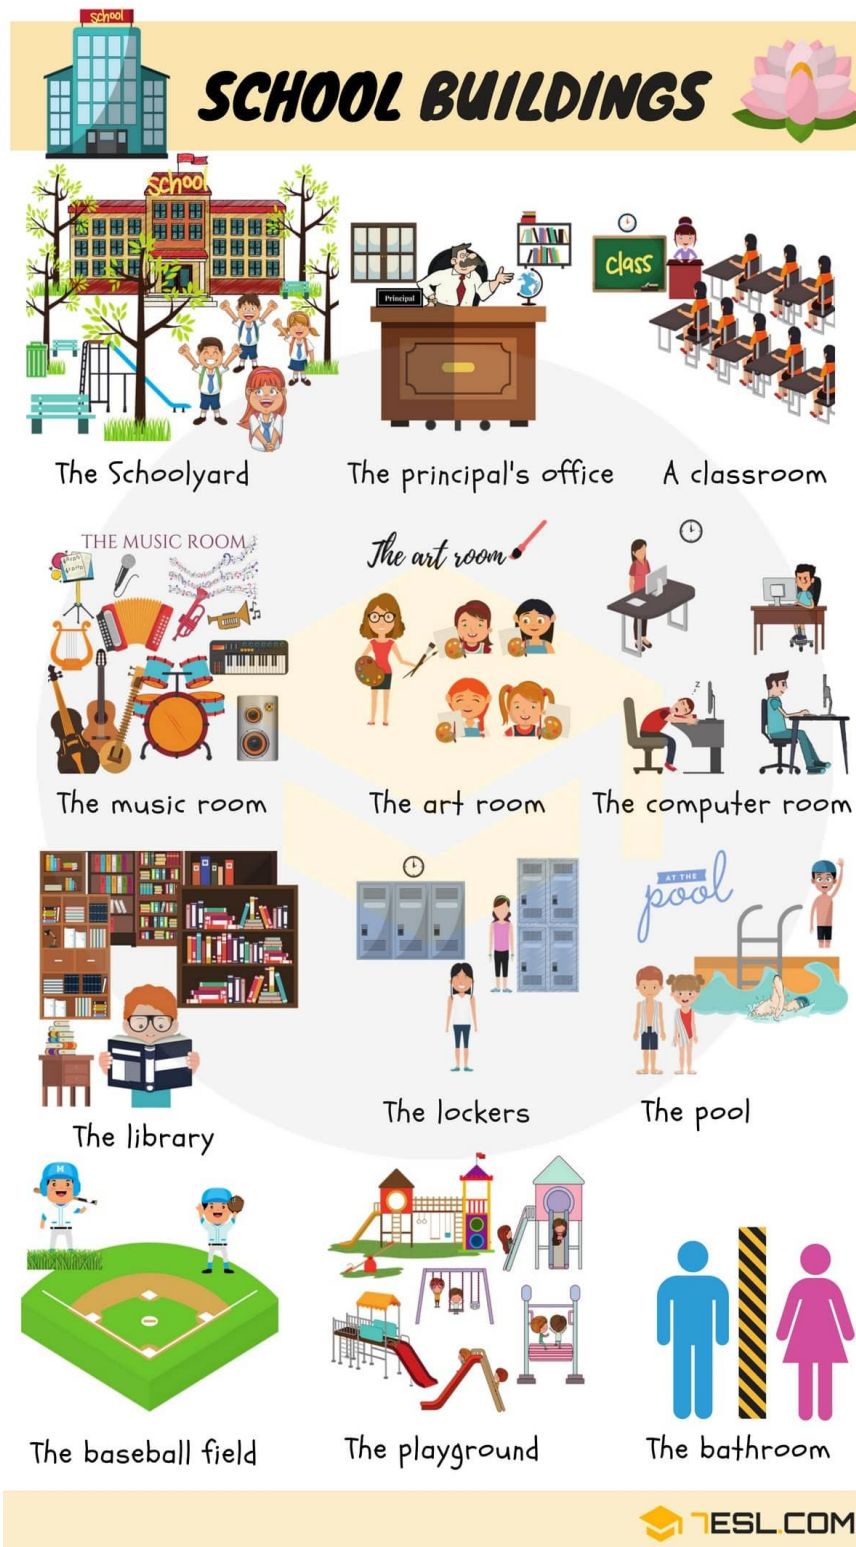 school
SCHOOL BUILDINGS
school
Principal
class
The Schoolyard
The principal's office
A classroom
THE MUSIC ROOM
The art room
z
The music room
The art room
The computer room
AT THE
pool
The library
The lockers
The pool
M
The baseball field
The playground
The bathroom
7ESL.COM